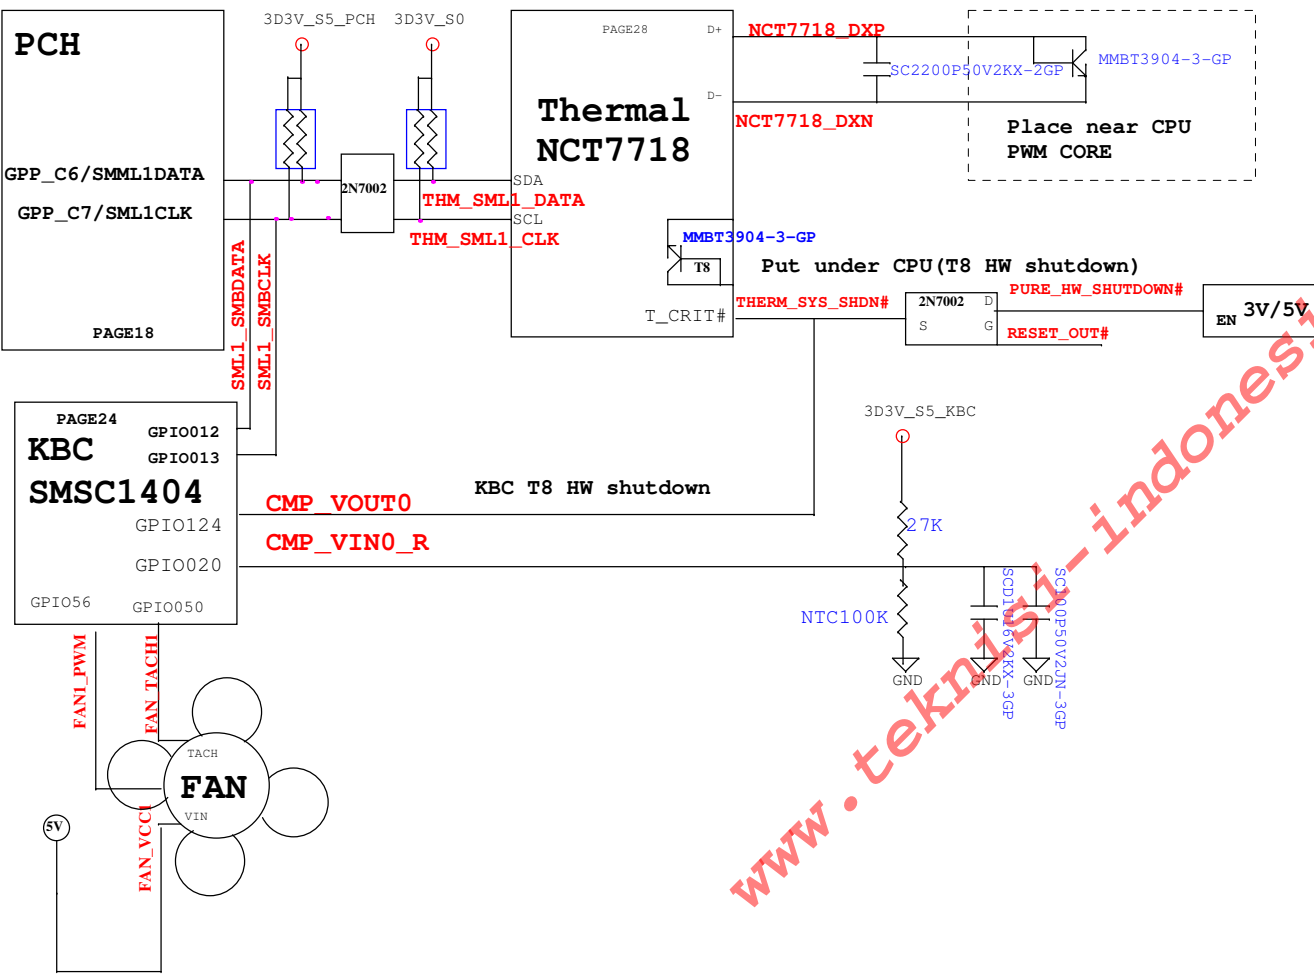 3D3V_S5_PCH
3D3V_S0
PCH
PAGE28
D+
NCT7718_DXP
SC2200P50V2KX-2GP
MMBT3904-3-GP
D-
NCT7718_DXN
Thermal
NCT7718
Place near CPU
PWM CORE
GPP_C6/SMML1DATA
GPP_C7/SML1CLK
2N7002
SDA
THM_SML1_DATA
SCL
THM_SML1_CLK
MMBT3904-3-GP
T8
Put under CPU(T8 HW shutdown)
SML1_SMBDATA
SML1_SMBCLK
PAGE18
T_CRIT#
THERM_SYS_SHDN#
2N7002
D
S
G
PURE_HW_SHUTDOWN#
RESET_OUT#
EN
3V/5V
PAGE24
KBC
SMSC1404
GPIO012
GPIO013
GPIO124
GPIO020
GPIO56
GPIO050
CMP_VOUT0
CMP_VIN0_R
KBC T8 HW shutdown
3D3V_S5_KBC
27K
NTC100K
SC100P50V2JN-3GP
GND
GND
GND
FAN1_PWM
FAN_TACH1
TACH
FAN
VIN
FAN_VCC1
5V